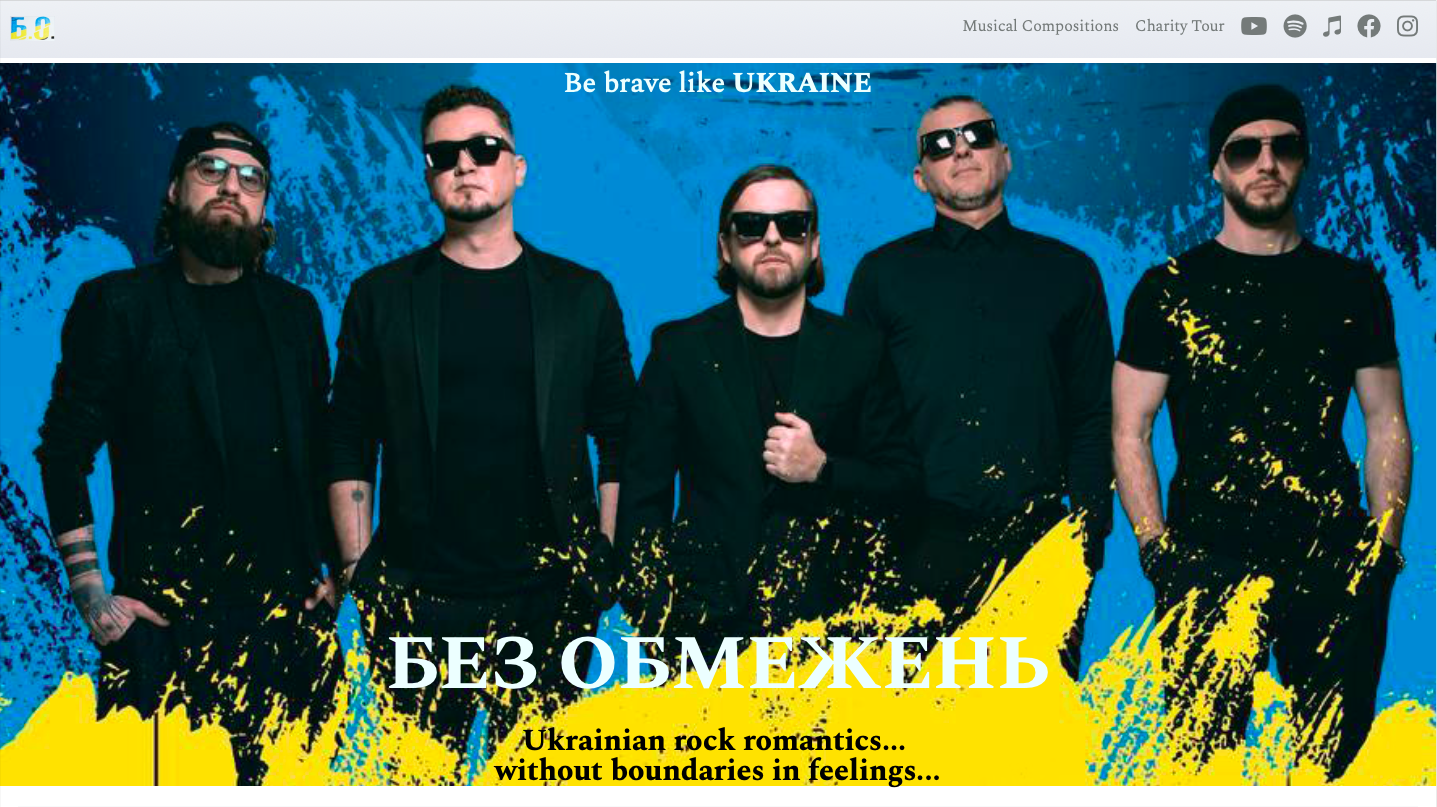 Б.О.
Musical Compositions Charity Tour
Be brave like UKRAINE
БЕЗ ОБМЕЖЕНЬ
Ukrainian rock romantics...
without boundaries in feelings...